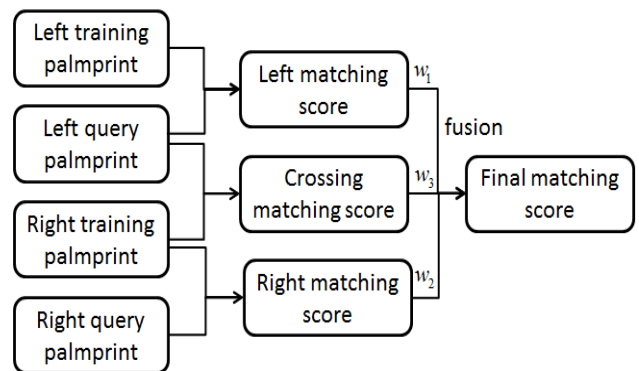 Left training
palmprint
Left query
palmprint
Right training
palmprint
Right query
palmprint
Left matching
score
Crossing
matching score
Right matching
score
w1
w3
w2
fusion
Final matching
score